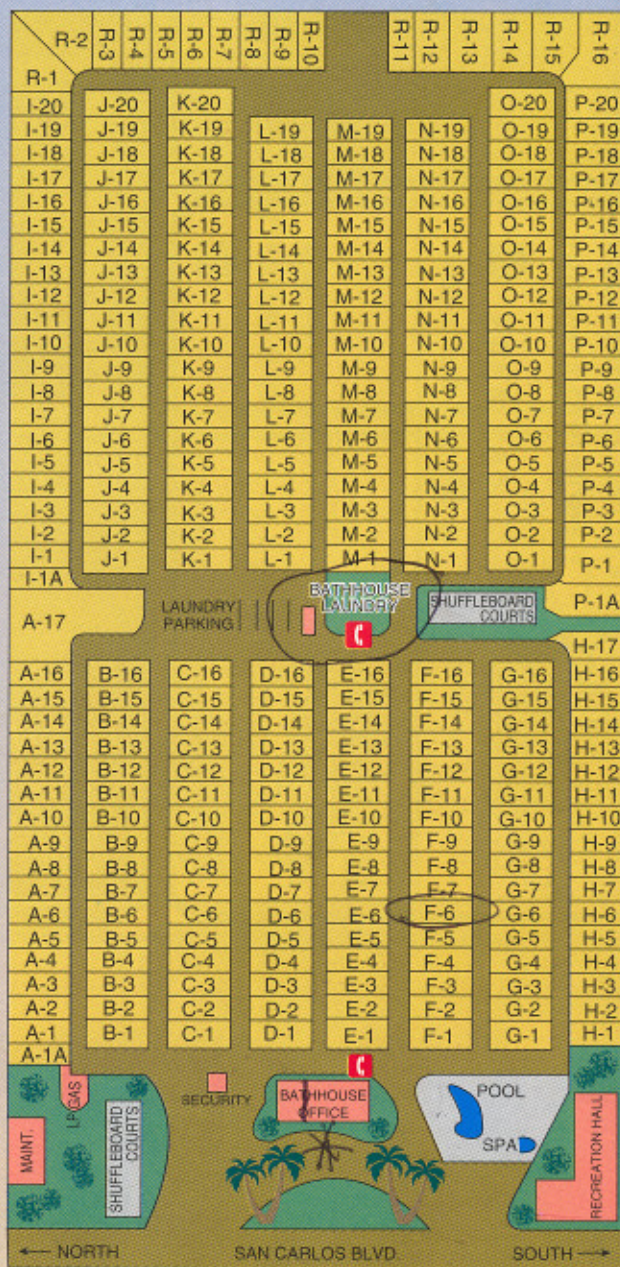 R-2 R-3 R-4 R-5 R-6 R-7 R-8 R-9 R-10 R-11 R-12 R-13 R-14 R-15 R-16
R-1
I-20 J-20 K-20 O-20 P-20
I-19 J-19 K-19 L-19 M-19 N-19 O-19 P-19
I-18 J-18 K-18 L-18 M-18 N-18 O-18 P-18
I-17 J-17 K-17 L-17 M-17 N-17 O-17 P-17
I-16 J-16 K-16 L-16 M-16 N-16 O-16 P-16
I-15 J-15 K-15 L-15 M-15 N-15 O-15 P-15
I-14 J-14 K-14 L-14 M-14 N-14 O-14 P-14
I-13 J-13 K-13 L-13 M-13 N-13 O-13 P-13
I-12 J-12 K-12 L-12 M-12 N-12 O-12 P-12
I-11 J-11 K-11 L-11 M-11 N-11 O-11 P-11
I-10 J-10 K-10 L-10 M-10 N-10 O-10 P-10
I-9 J-9 K-9 L-9 M-9 N-9 O-9 P-9
I-8 J-8 K-8 L-8 M-8 N-8 O-8 P-8
I-7 J-7 K-7 L-7 M-7 N-7 O-7 P-7
I-6 J-6 K-6 L-6 M-6 N-6 O-6 P-6
I-5 J-5 K-5 L-5 M-5 N-5 O-5 P-5
I-4 J-4 K-4 L-4 M-4 N-4 O-4 P-4
I-3 J-3 K-3 L-3 M-3 N-3 O-3 P-3
I-2 J-2 K-2 L-2 M-2 N-2 O-2 P-2
I-1 J-1 K-1 L-1 M-1 N-1 O-1 P-1
I-1A
BATHHOUSE
LAUNDRY
LAUNDRY
PARKING
SHUFFLEBOARD
COURTS
P-1A
A-17
H-17
A-16 B-16 C-16 D-16 E-16 F-16 G-16 H-16
A-15 B-15 C-15 D-15 E-15 F-15 G-15 H-15
A-14 B-14 C-14 D-14 E-14 F-14 G-14 H-14
A-13 B-13 C-13 D-13 E-13 F-13 G-13 H-13
A-12 B-12 C-12 D-12 E-12 F-12 G-12 H-12
A-11 B-11 C-11 D-11 E-11 F-11 G-11 H-11
A-10 B-10 C-10 D-10 E-10 F-10 G-10 H-10
A-9 B-9 C-9 D-9 E-9 F-9 G-9 H-9
A-8 B-8 C-8 D-8 E-8 F-8 G-8 H-8
A-7 B-7 C-7 D-7 E-7 F-7 G-7 H-7
A-6 B-6 C-6 D-6 E-6 F-6 G-6 H-6
A-5 B-5 C-5 D-5 E-5 F-5 G-5 H-5
A-4 B-4 C-4 D-4 E-4 F-4 G-4 H-4
A-3 B-3 C-3 D-3 E-3 F-3 G-3 H-3
A-2 B-2 C-2 D-2 E-2 F-2 G-2 H-2
A-1 B-1 C-1 D-1 E-1 F-1 G-1 H-1
A-1A
LP GAS
SECURITY
BATHHOUSE
OFFICE
POOL
SPA
MAINT.
SHUFFLEBOARD
COURTS
RECREATION HALL
← NORTH
SAN CARLOS BLVD.
SOUTH →